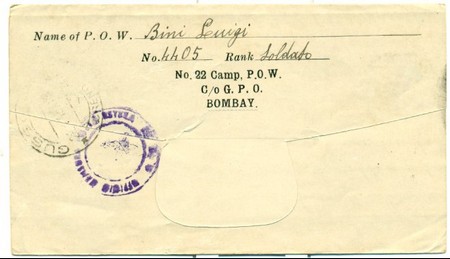 Name of P. O. W. Bini Luigi
No. 4405 Rank Soldato
No. 22 Camp, P.O.W.
C/o G. P. O.
BOMBAY.